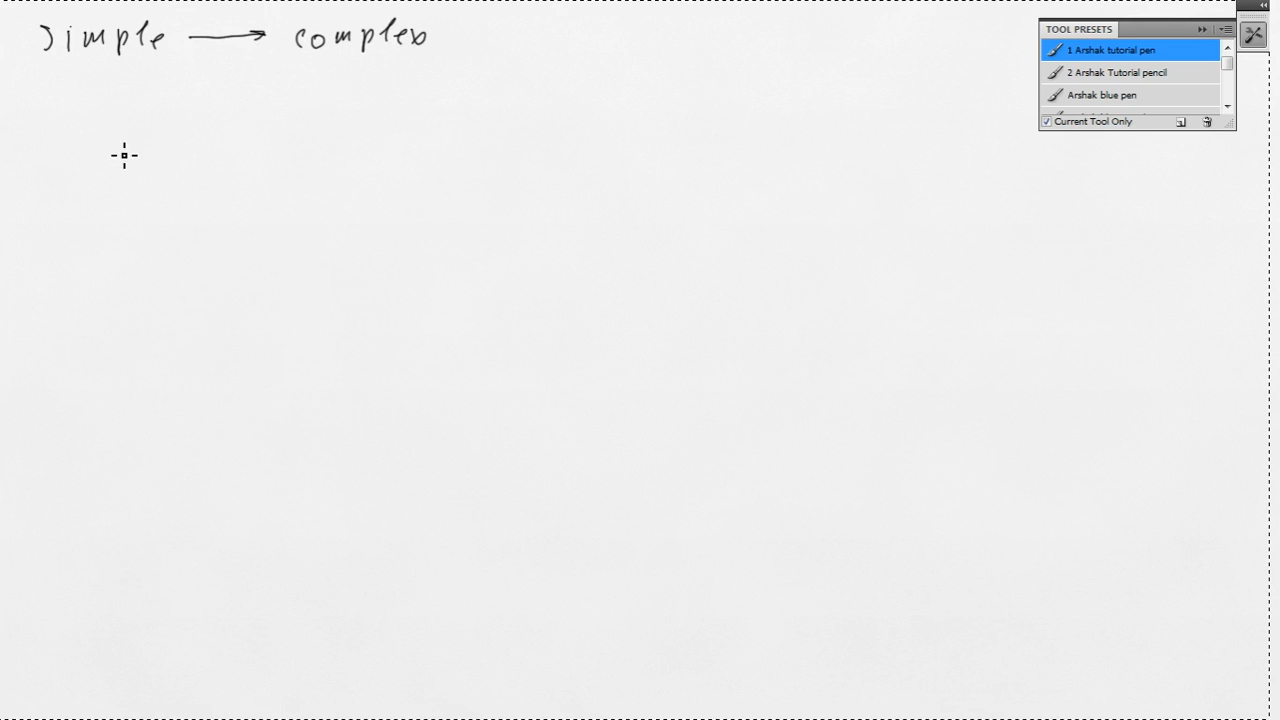 simple → complex
TOOL PRESETS
1 Arshak tutorial pen
2 Arshak Tutorial pencil
Arshak blue pen
Current Tool Only